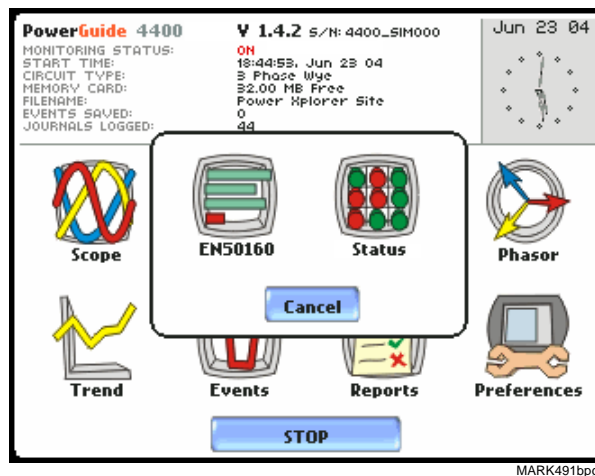 PowerGuide 4400
V 1.4.2 S/N: 4400_SIM000
Jun 23 04
MONITORING STATUS: ON
START TIME: 18:44:53, Jun 23 04
CIRCUIT TYPE: 3 Phase Wye
MEMORY CARD: 32.00 MB Free
FILENAME: Power Xplorer Site
EVENTS SAVED: 0
JOURNALS LOGGED: 44
Scope
EN50160
Status
Phasor
Cancel
Trend
Events
Reports
Preferences
STOP